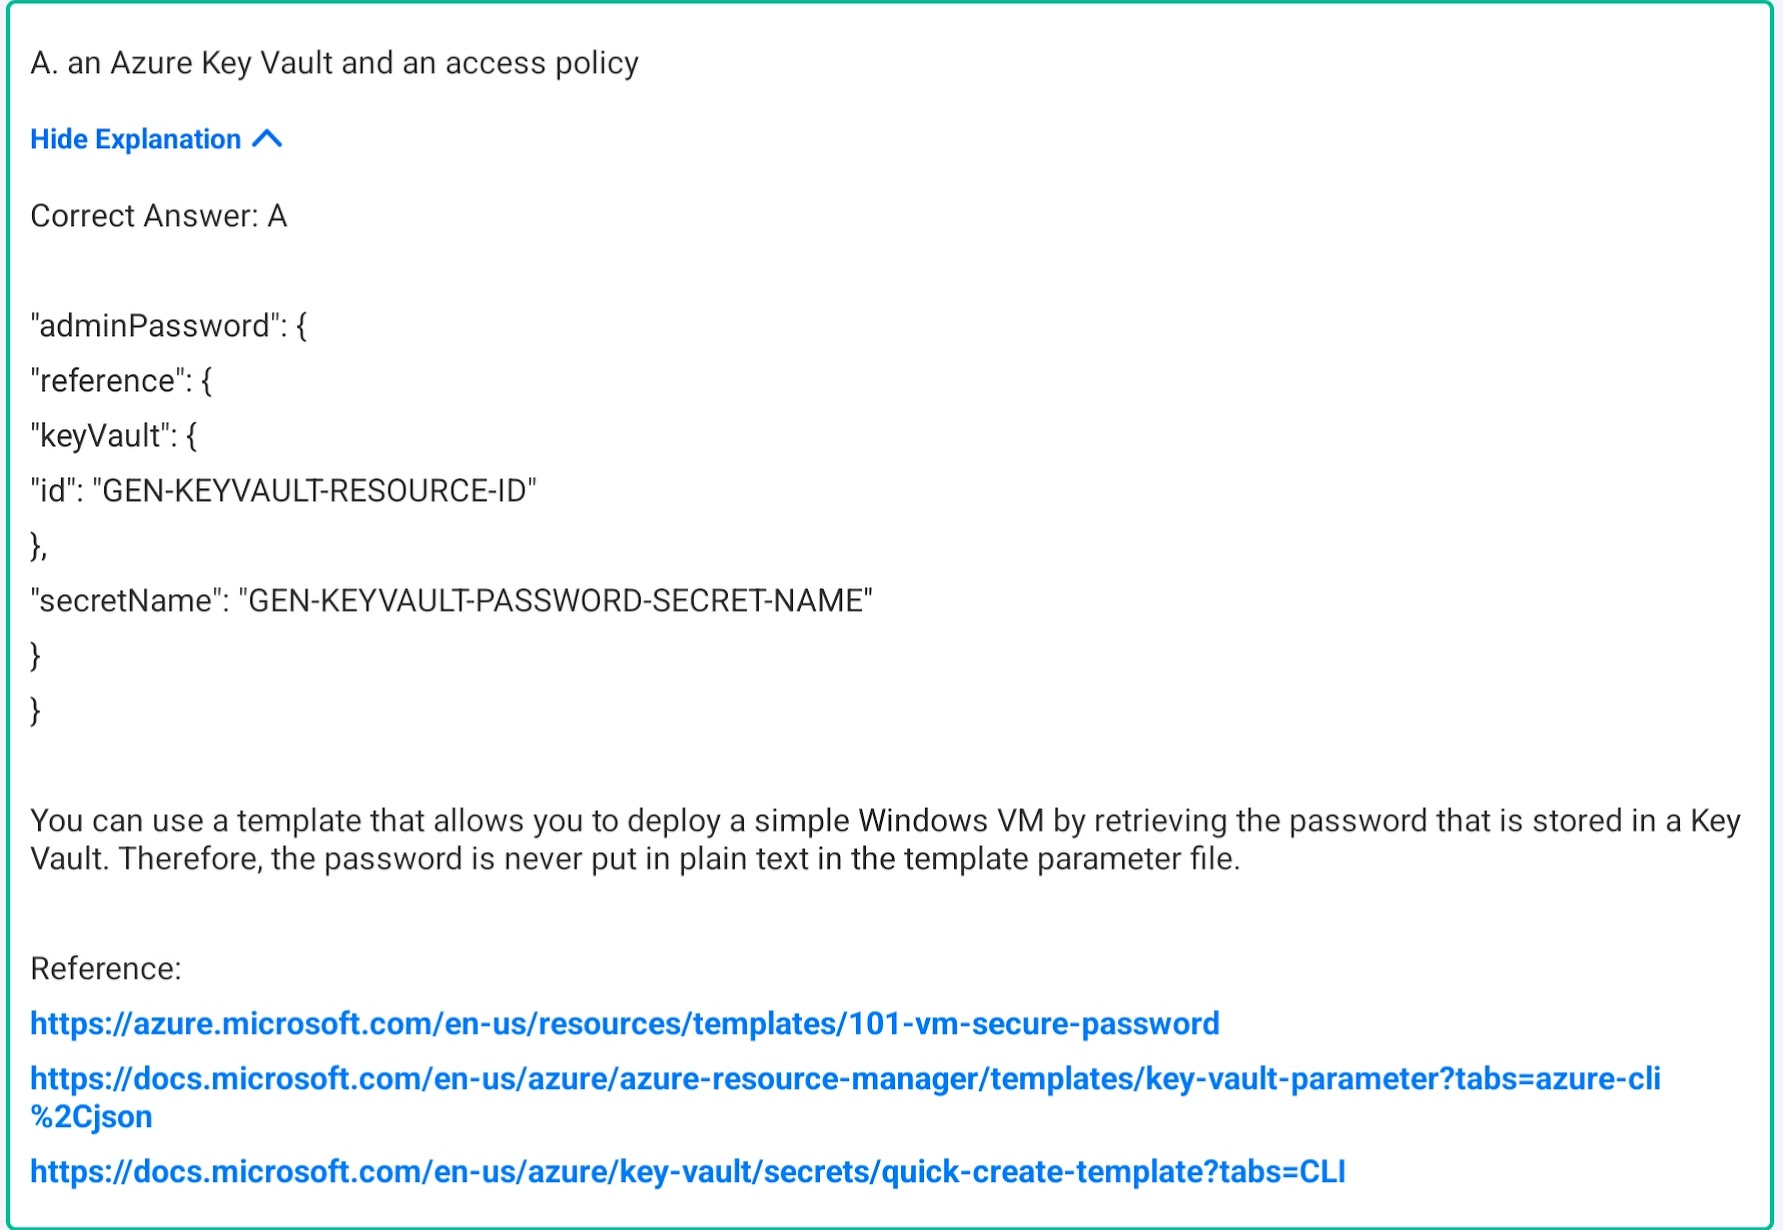 A. an Azure Key Vault and an access policy
Hide Explanation
Correct Answer: A
"adminPassword": {
"reference": {
"keyVault": {
"id": "GEN-KEYVAULT-RESOURCE-ID"
},
"secretName": "GEN-KEYVAULT-PASSWORD-SECRET-NAME"
}
}
You can use a template that allows you to deploy a simple Windows VM by retrieving the password that is stored in a Key
Vault. Therefore, the password is never put in plain text in the template parameter file.
Reference:
https://azure.microsoft.com/en-us/resources/templates/101-vm-secure-password
https://docs.microsoft.com/en-us/azure/azure-resource-manager/templates/key-vault-parameter?tabs=azure-cli
%2Cjson
https://docs.microsoft.com/en-us/azure/key-vault/secrets/quick-create-template?tabs=CLI